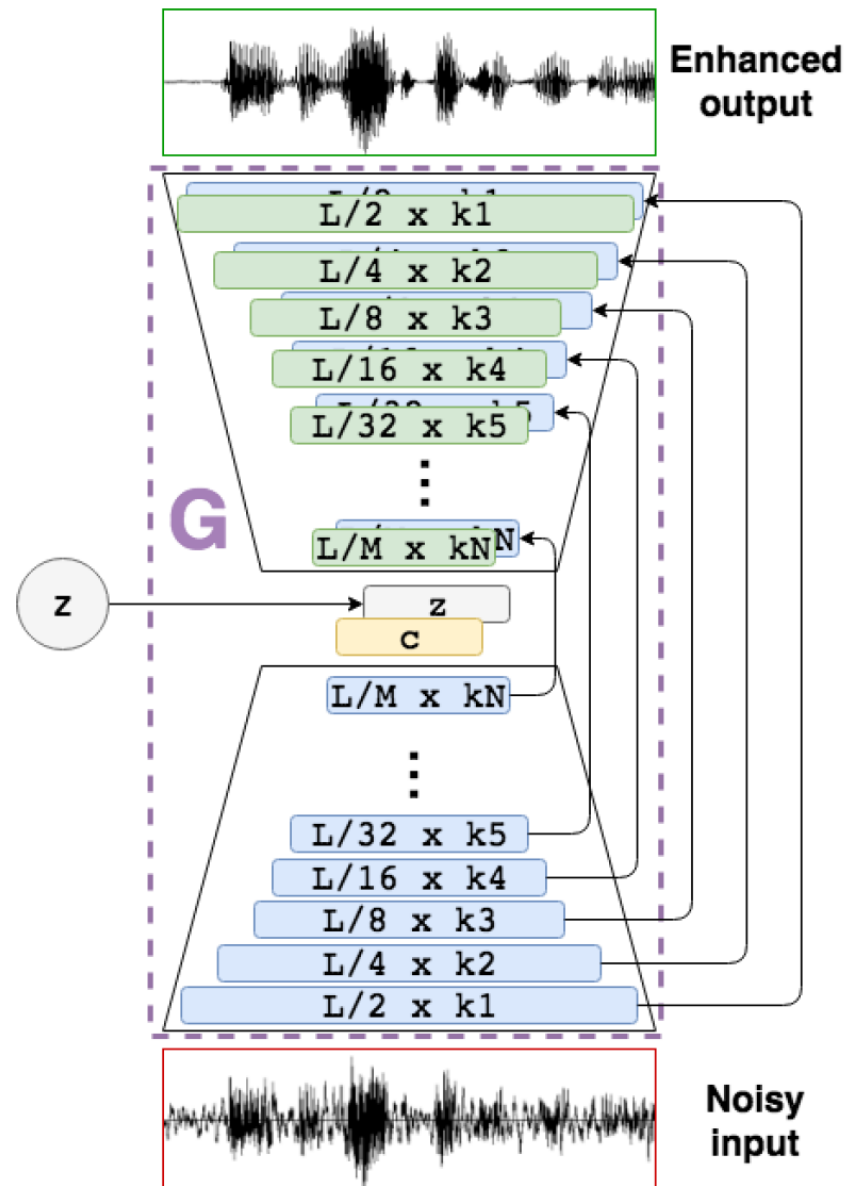 Enhanced
output
L/2 x k1
L/4 x k2
L/8 x k3
L/16 x k4
L/32 x k5
L/M x kN
N
G
z
z
c
L/M x kN
L/32 x k5
L/16 x k4
L/8 x k3
L/4 x k2
L/2 x k1
Noisy
input